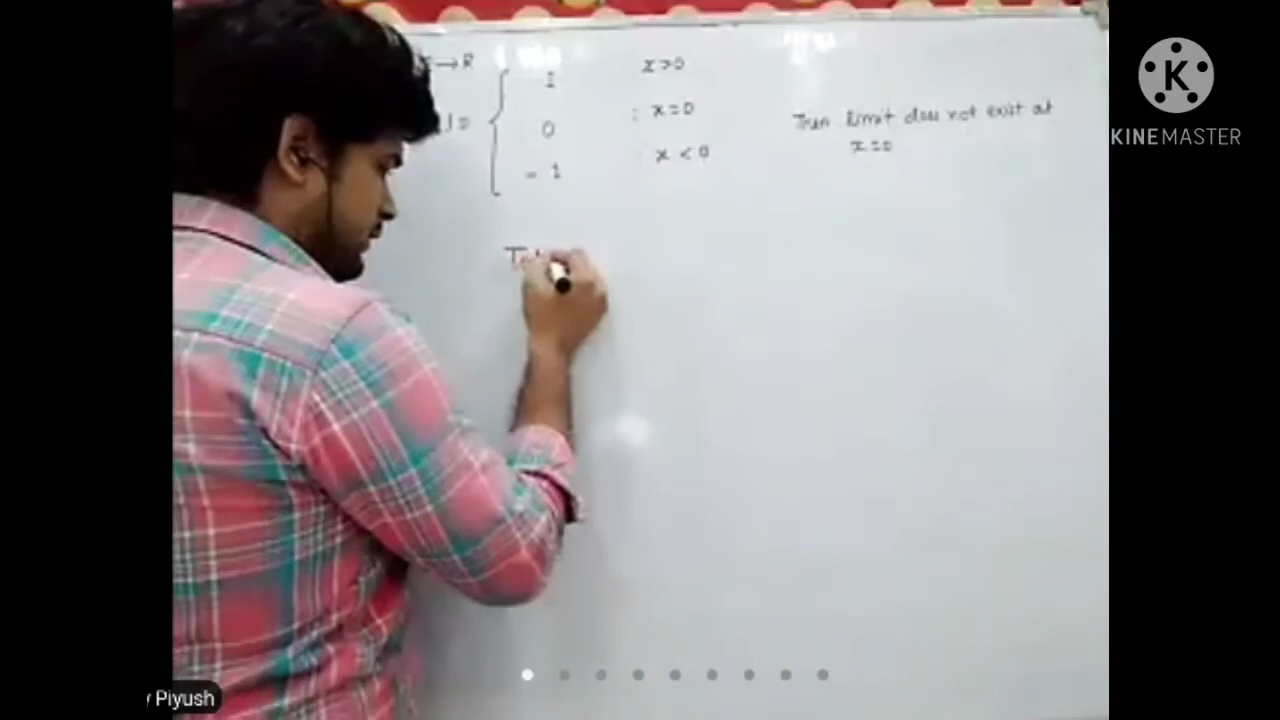 → R
1 x>0
) = 0 : x=0
- 1 : x < 0
Then limit does not exist at
x=0
KINEMASTER
y Piyush